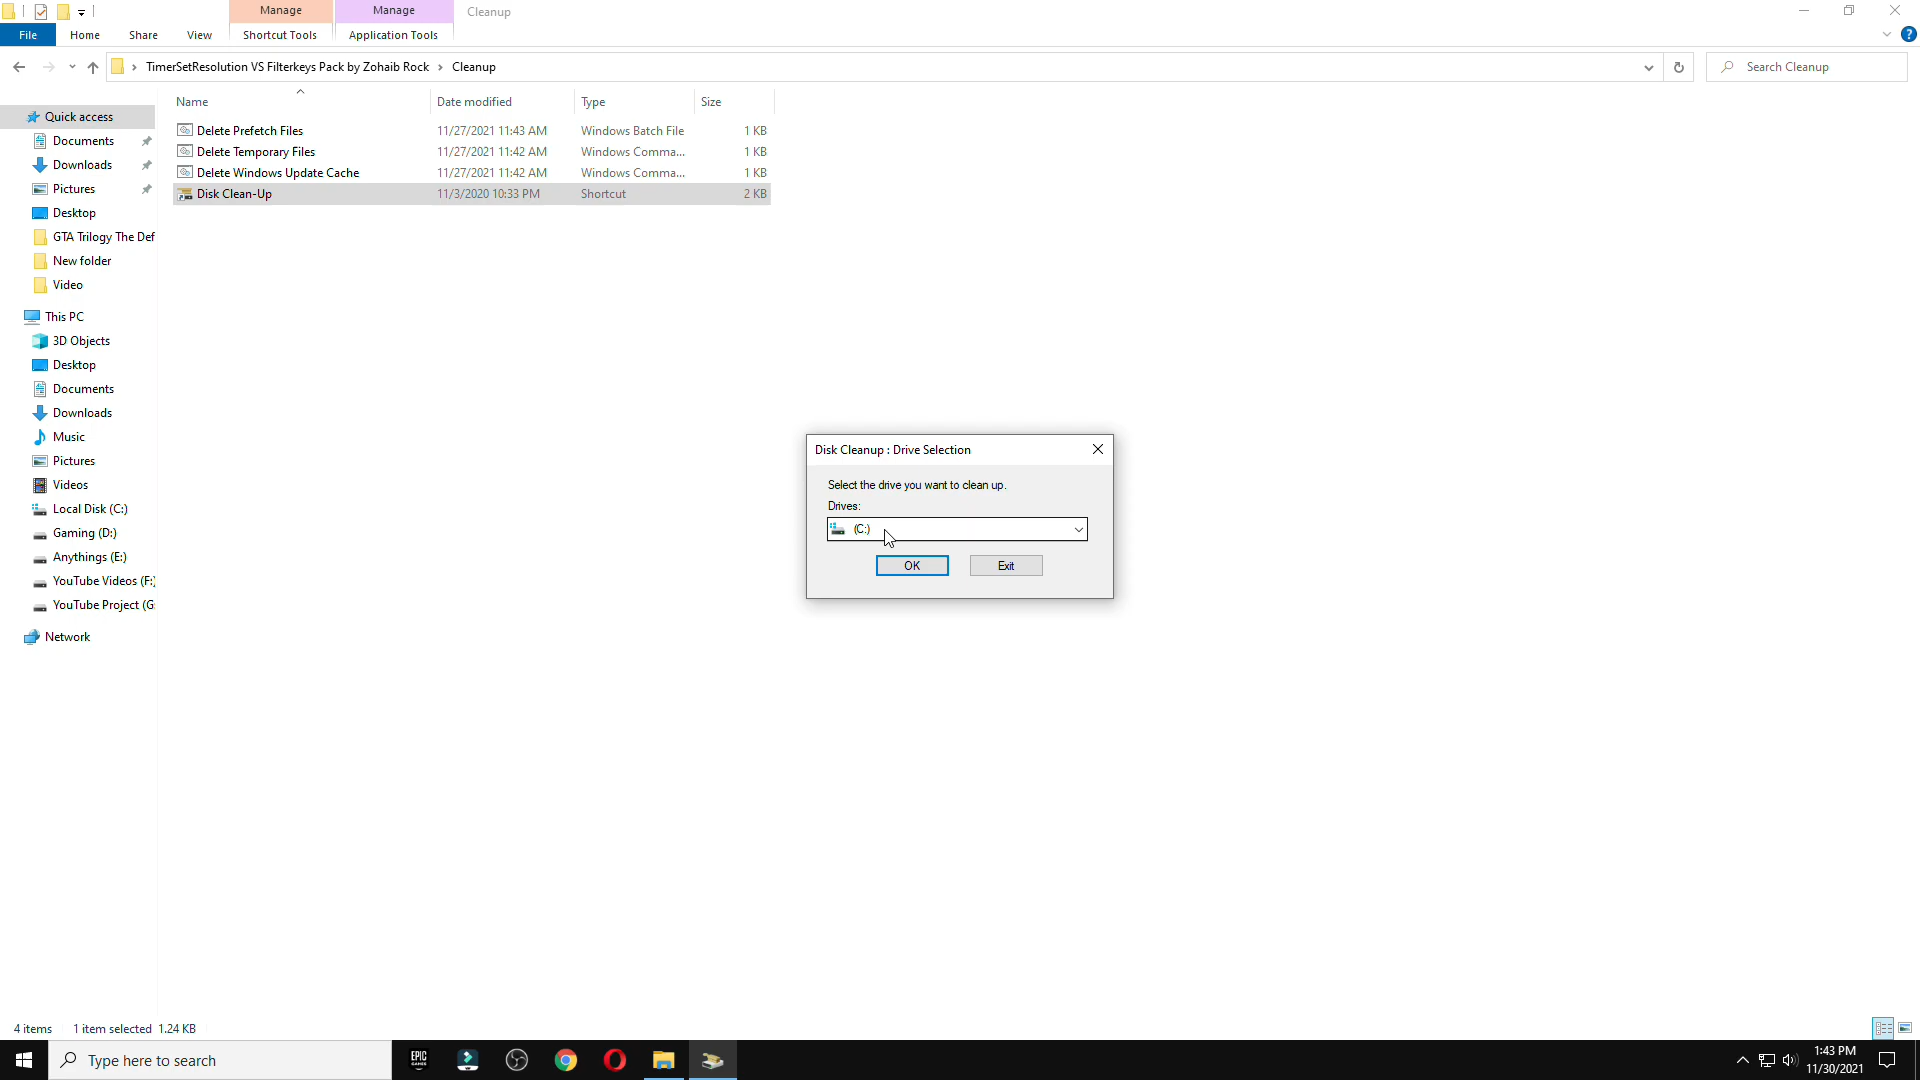 Manage
Manage
Cleanup
File
Home
Share
View
Shortcut Tools
Application Tools
TimerSetResolution VS Filterkeys Pack by Zohaib Rock
Cleanup
Search Cleanup
Name
Date modified
Type
Size
Delete Prefetch Files 11/27/2021 11:43 AM Windows Batch File 1 KB
Delete Temporary Files 11/27/2021 11:42 AM Windows Comma... 1 KB
Delete Windows Update Cache 11/27/2021 11:42 AM Windows Comma... 1 KB
Disk Clean-Up 11/3/2020 10:33 PM Shortcut 2 KB
Quick access
Documents
Downloads
Pictures
Desktop
GTA Trilogy The Def
New folder
Video
This PC
3D Objects
Desktop
Documents
Downloads
Music
Pictures
Videos
Local Disk (C:)
Gaming (D:)
Anythings (E:)
YouTube Videos (F:)
YouTube Project (G:
Network
Disk Cleanup : Drive Selection
Select the drive you want to clean up.
Drives:
(C:)
OK
Exit
4 items
1 item selected 1.24 KB
Type here to search
EPIC
GAMES
1:43 PM
11/30/2021